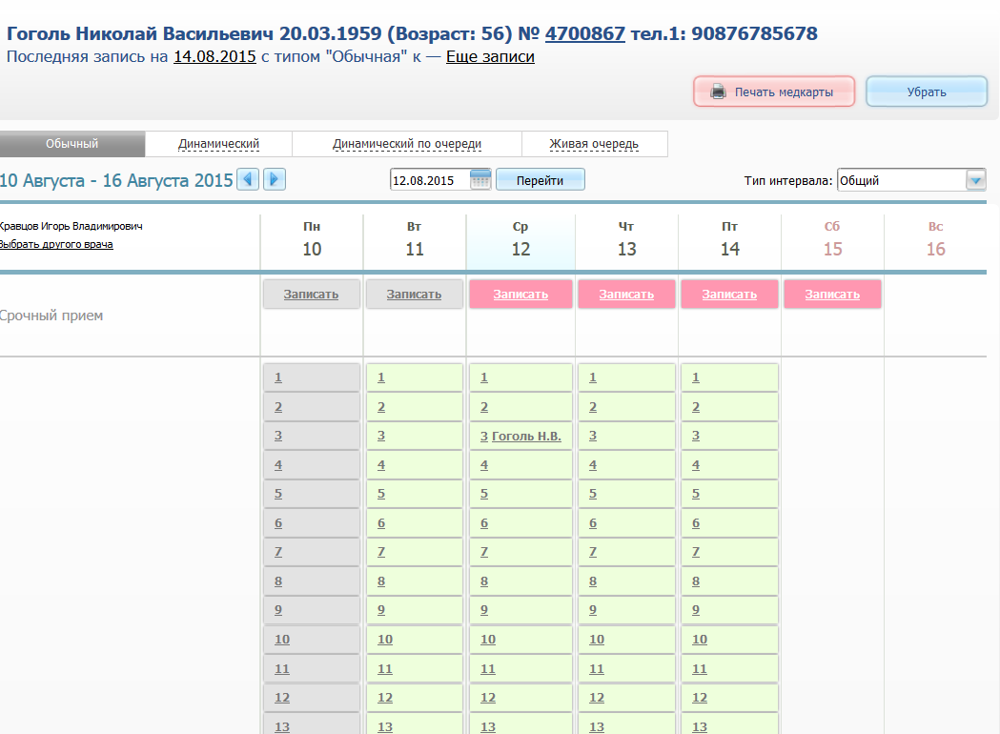 Гоголь Николай Васильевич 20.03.1959 (Возраст: 56) № 4700867 тел.1: 90876785678
Последняя запись на 14.08.2015 с типом "Обычная" к — Еще записи
Печать медкарты Убрать
Обычный Динамический Динамический по очереди Живая очередь
10 Августа - 16 Августа 2015 12.08.2015 Перейти Тип интервала: Общий
Кравцов Игорь Владимирович
Выбрать другого врача
Пн Вт Ср Чт Пт Сб Вс
10 11 12 13 14 15 16
Записать Записать Записать Записать Записать Записать
Срочный прием
1 1 1 1 1
2 2 2 2 2
3 3 3 Гоголь Н.В. 3 3
4 4 4 4 4
5 5 5 5 5
6 6 6 6 6
7 7 7 7 7
8 8 8 8 8
9 9 9 9 9
10 10 10 10 10
11 11 11 11 11
12 12 12 12 12
13 13 13 13 13